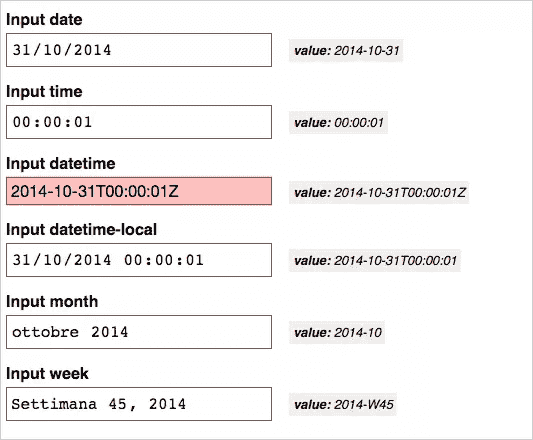 Input date
31/10/2014
value: 2014-10-31
Input time
00:00:01
value: 00:00:01
Input datetime
2014-10-31T00:00:01Z
value: 2014-10-31T00:00:01Z
Input datetime-local
31/10/2014 00:00:01
value: 2014-10-31T00:00:01
Input month
ottobre 2014
value: 2014-10
Input week
Settimana 45, 2014
value: 2014-W45